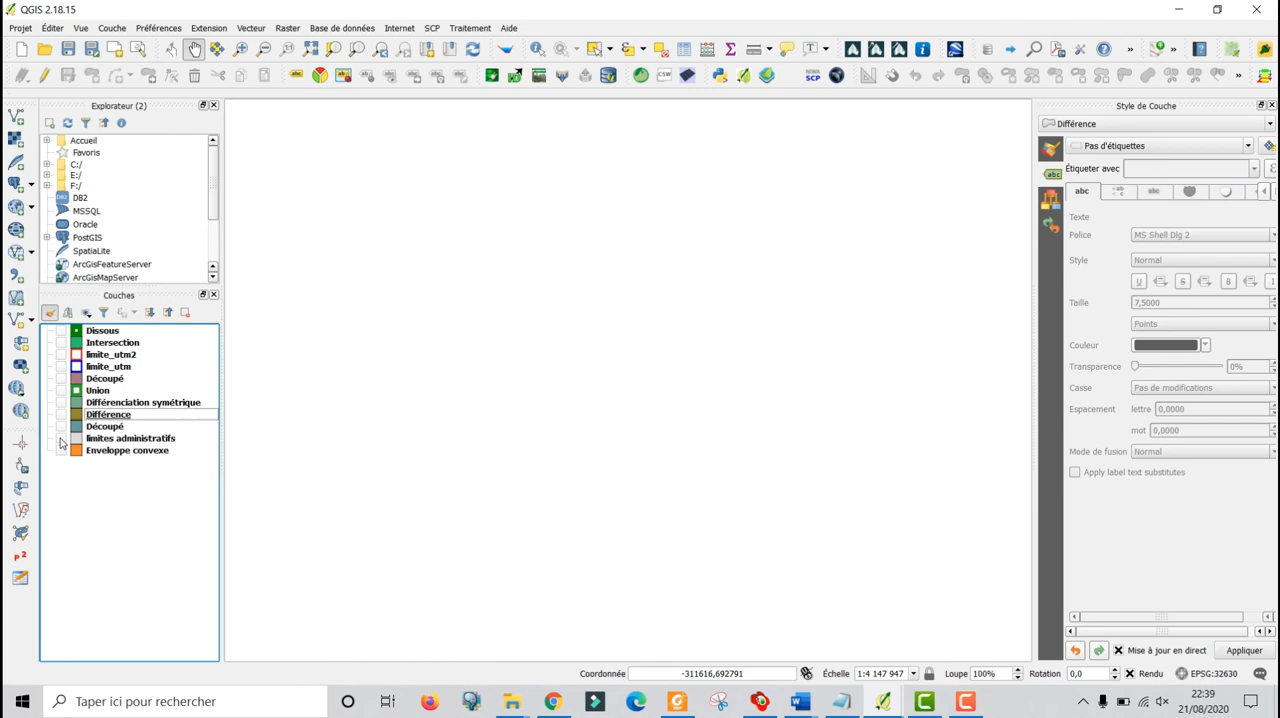 QGIS 2.18.15
Projet Éditer Vue Couche Préférences Extension Vecteur Raster Base de données Internet SCP Traitement Aide
Explorateur (2)
Accueil
Favoris
C:/
E:/
F:/
DB2
MSSQL
Oracle
PostGIS
SpatiaLite
ArcGisFeatureServer
ArcGisMapServer
Couches
Dissous
Intersection
limite_utm2
limite_utm
Découpé
Union
Différenciation symétrique
Différence
Découpé
limites administratifs
Enveloppe convexe
Style de Couche
Différence
Pas d'étiquettes
Étiqueter avec
abc
Texte
Police MS Shell Dlg 2
Style Normal
U S B I
Taille 7,5000
Points
Couleur
Transparence 0%
Casse Pas de modifications
Espacement lettre 0,0000
mot 0,0000
Mode de fusion Normal
Apply label text substitutes
Mise à jour en direct Appliquer
Coordonnée -311616,692791 Échelle 1:4 147 947 Loupe 100% Rotation 0,0 Rendu EPSG:32630
Taper ici pour rechercher
22:39
21/08/2020